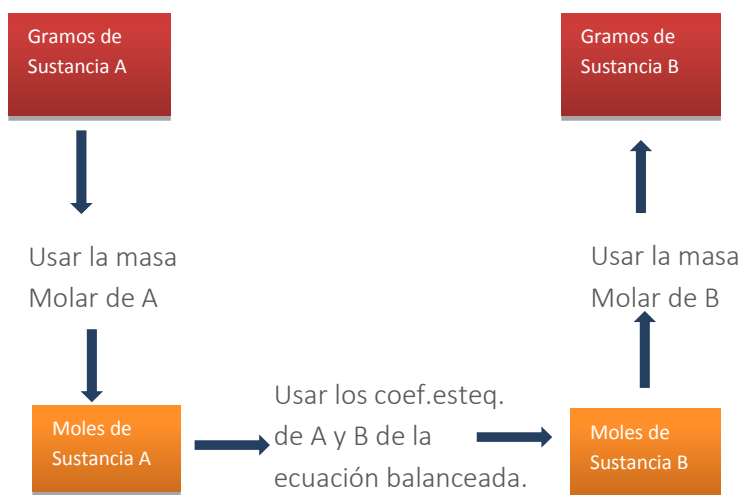 Gramos de
Sustancia A
Gramos de
Sustancia B
Usar la masa
Molar de A
Usar la masa
Molar de B
Moles de
Sustancia A
Usar los coef.esteq.
de A y B de la
ecuación balanceada.
Moles de
Sustancia B